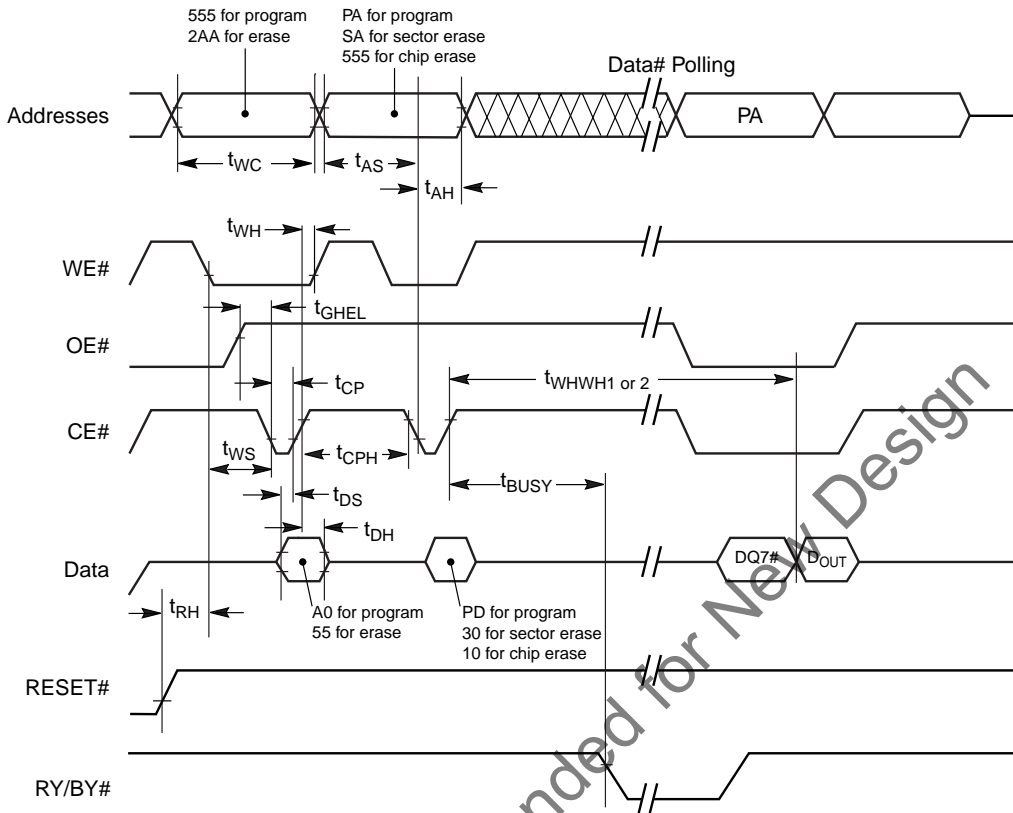 555 for program
2AA for erase
PA for program
SA for sector erase
555 for chip erase
Data# Polling
Addresses
PA
tWC
tAS
tAH
tWH
WE#
tGHEL
OE#
tCP
tWHWH1 or 2
CE#
tWS
tCPH
tBUSY
tDS
tDH
Data
DQ7#
DOUT
tRH
A0 for program
55 for erase
PD for program
30 for sector erase
10 for chip erase
RESET#
RY/BY#
nded for New Design